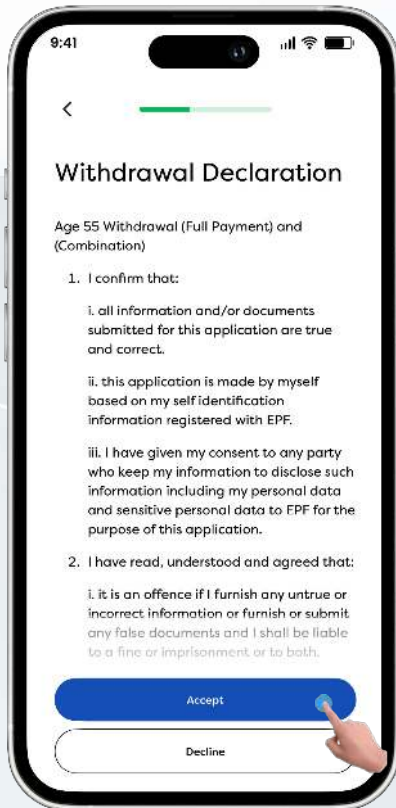 9:41
Withdrawal Declaration
Age 55 Withdrawal (Full Payment) and
(Combination)
1. I confirm that:
i. all information and/or documents
submitted for this application are true
and correct.
ii. this application is made by myself
based on my self identification
information registered with EPF.
iii. I have given my consent to any party
who keep my information to disclose such
information including my personal data
and sensitive personal data to EPF for the
purpose of this application.
2. I have read, understood and agreed that:
i. it is an offence if I furnish any untrue or
incorrect information or furnish or submit
any false documents and I shall be liable
to a fine or imprisonment or to both.
Accept
Decline